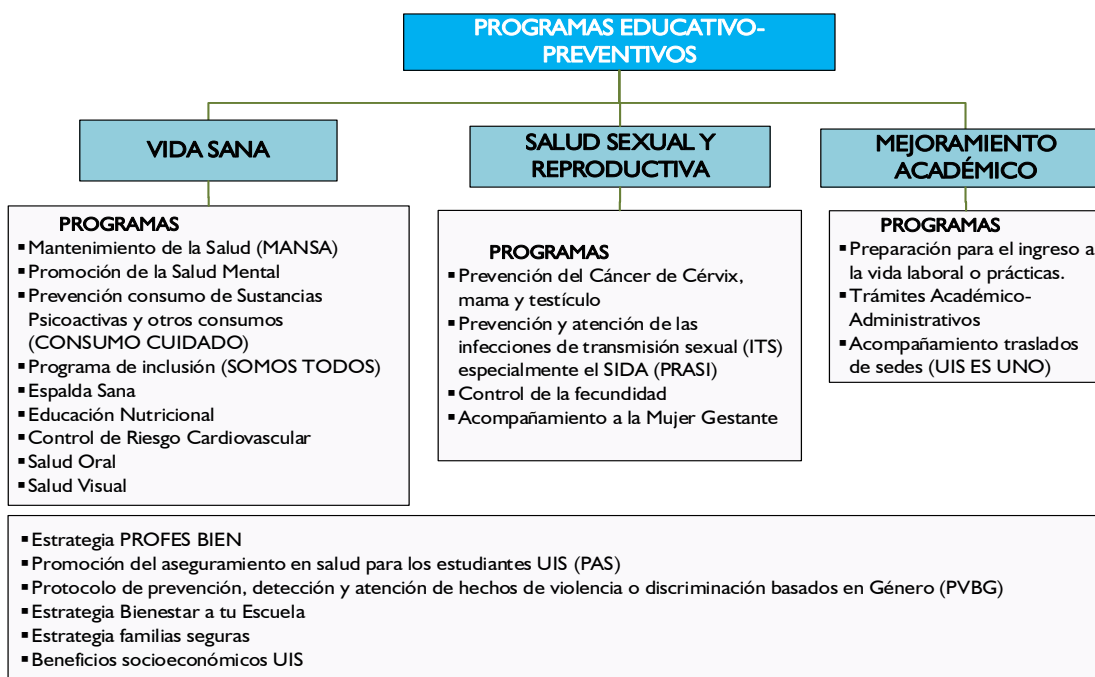 PROGRAMAS EDUCATIVO-
PREVENTIVOS
VIDA SANA
PROGRAMAS
▪Mantenimiento de la Salud (MANSA)
▪Promoción de la Salud Mental
▪Prevención consumo de Sustancias
Psicoactivas y otros consumos
(CONSUMO CUIDADO)
▪Programa de inclusión (SOMOS TODOS)
▪Espalda Sana
▪Educación Nutricional
▪Control de Riesgo Cardiovascular
▪Salud Oral
▪Salud Visual
SALUD SEXUAL Y
REPRODUCTIVA
PROGRAMAS
▪Prevención del Cáncer de Cérvix,
mama y testículo
▪Prevención y atención de las
infecciones de transmisión sexual (ITS)
especialmente el SIDA (PRASI)
▪Control de la fecundidad
▪Acompañamiento a la Mujer Gestante
MEJORAMIENTO
ACADÉMICO
PROGRAMAS
▪Preparación para el ingreso a
la vida laboral o prácticas.
▪Trámites Académico-
Administrativos
▪Acompañamiento traslados
de sedes (UIS ES UNO)
▪Estrategia PROFES BIEN
▪Promoción del aseguramiento en salud para los estudiantes UIS (PAS)
▪Protocolo de prevención, detección y atención de hechos de violencia o discriminación basados en Género (PVBG)
▪Estrategia Bienestar a tu Escuela
▪Estrategia familias seguras
▪Beneficios socioeconómicos UIS